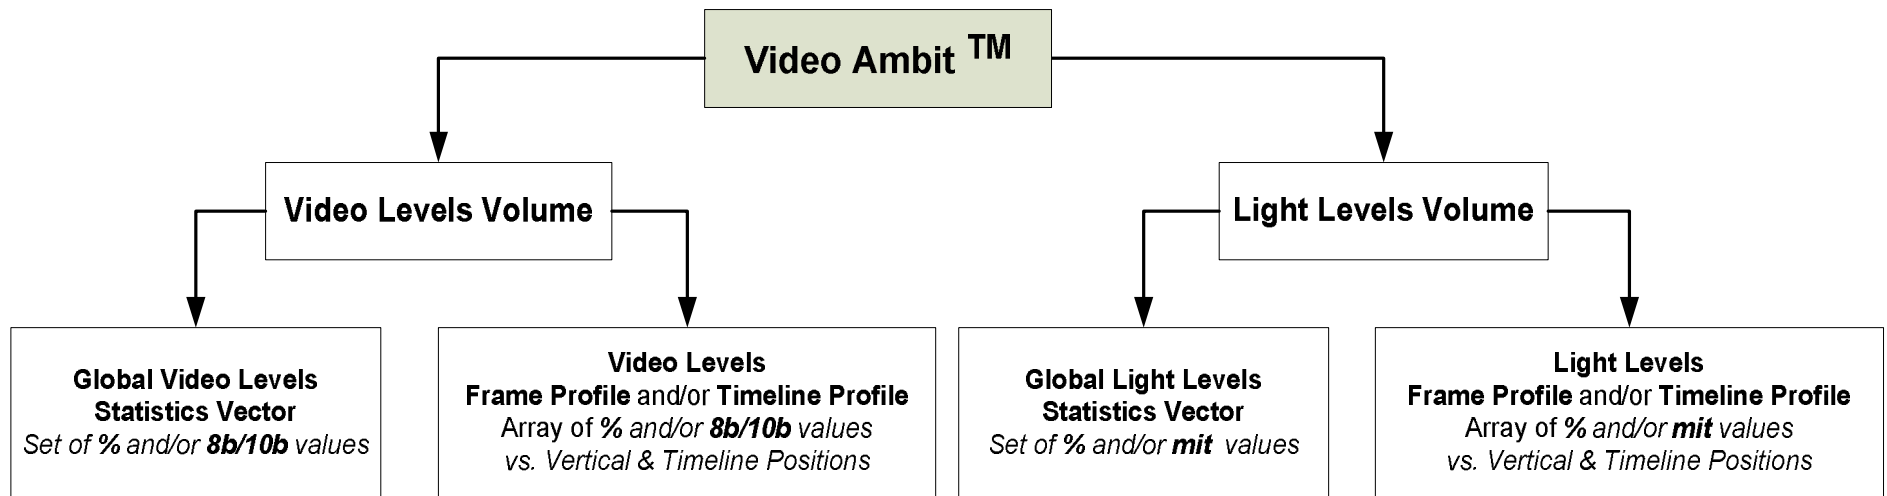 Video Ambit TM
Video Levels Volume
Light Levels Volume
Global Video Levels
Statistics Vector
Set of % and/or 8b/10b values
Video Levels
Frame Profile and/or Timeline Profile
Array of % and/or 8b/10b values
vs. Vertical & Timeline Positions
Global Light Levels
Statistics Vector
Set of % and/or mit values
Light Levels
Frame Profile and/or Timeline Profile
Array of % and/or mit values
vs. Vertical & Timeline Positions